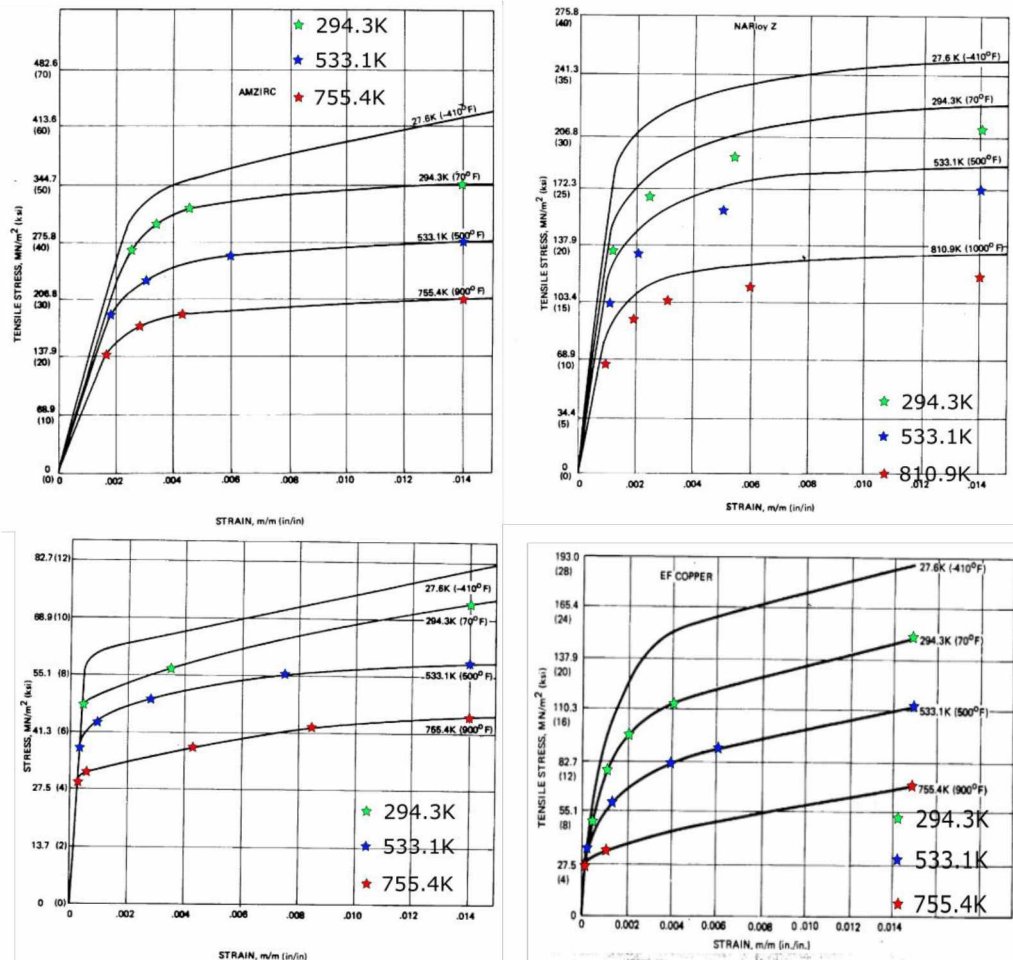 294.3K
533.1K
755.4K
AMZIRC
482.6
(70)
413.6
(60)
344.7
(50)
275.8
(40)
206.8
(30)
137.9
(20)
68.9
(10)
0
(0)
TENSILE STRESS, MN/m² (ksi)
27.6 K (-410°F)
294.3K (70°F)
533.1K (500°F)
755.4K (900°F)
0 .002 .004 .006 .008 .010 .012 .014
STRAIN, m/m (in/in)
NARloy Z
275.8
(40)
241.3
(35)
206.8
(30)
172.3
(25)
137.9
(20)
103.4
(15)
68.9
(10)
34.4
(5)
0
(0)
TENSILE STRESS, MN/m² (ksi)
27.6 K (-410°F)
294.3K (70°F)
533.1K (500°F)
810.9K (1000°F)
294.3K
533.1K
810.9K
0 .002 .004 .006 .008 .010 .012 .014
STRAIN, m/m (in/in)
82.7 (12)
68.9 (10)
55.1 (8)
41.3 (6)
27.5 (4)
13.7 (2)
0 (0)
STRESS, MN/m² (ksi)
27.6K (-410°F)
294.3K (70°F)
533.1K (500°F)
755.4K (900°F)
294.3K
533.1K
755.4K
0 .002 .004 .006 .008 .010 .012 .014
STRAIN, m/m (in/in)
EF COPPER
193.0
(28)
165.4
(24)
137.9
(20)
110.3
(16)
82.7
(12)
55.1
(8)
27.5
(4)
0
TENSILE STRESS, MN/m² (ksi)
27.6K (-410°F)
294.3K (70°F)
533.1K (500°F)
755.4K (900°F)
294.3K
533.1K
755.4K
0 0.002 0.004 0.006 0.008 0.010 0.012 0.014
STRAIN, m/m (in./in.)